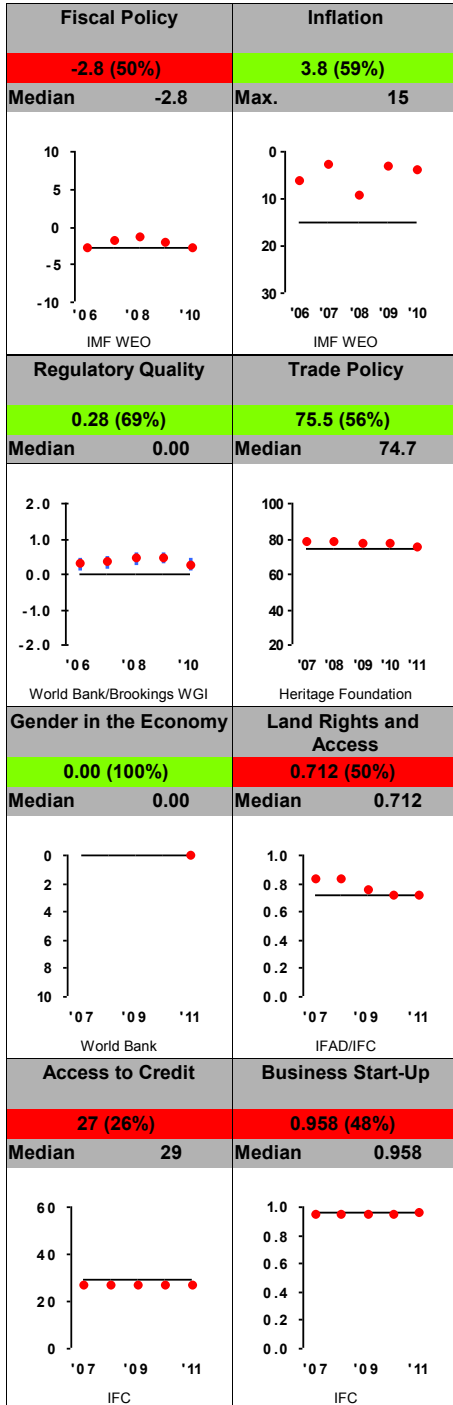 Fiscal Policy
-2.8 (50%)
Median -2.8
10
5
0
-5
-10
'06 '08 '10
IMF WEO
Inflation
3.8 (59%)
Max. 15
0
10
20
30
'06 '07 '08 '09 '10
IMF WEO
Regulatory Quality
0.28 (69%)
Median 0.00
2.0
1.0
0.0
-1.0
-2.0
'06 '08 '10
World Bank/Brookings WGI
Trade Policy
75.5 (56%)
Median 74.7
100
80
60
40
20
'07 '08 '09 '10 '11
Heritage Foundation
Gender in the Economy
0.00 (100%)
Median 0.00
0
2
4
6
8
10
'07 '09 '11
World Bank
Land Rights and
Access
0.712 (50%)
Median 0.712
1.0
0.8
0.6
0.4
0.2
0.0
'07 '09 '11
IFAD/IFC
Access to Credit
27 (26%)
Median 29
60
40
20
0
'07 '09 '11
IFC
Business Start-Up
0.958 (48%)
Median 0.958
1.0
0.8
0.6
0.4
0.2
0.0
'07 '09 '11
IFC